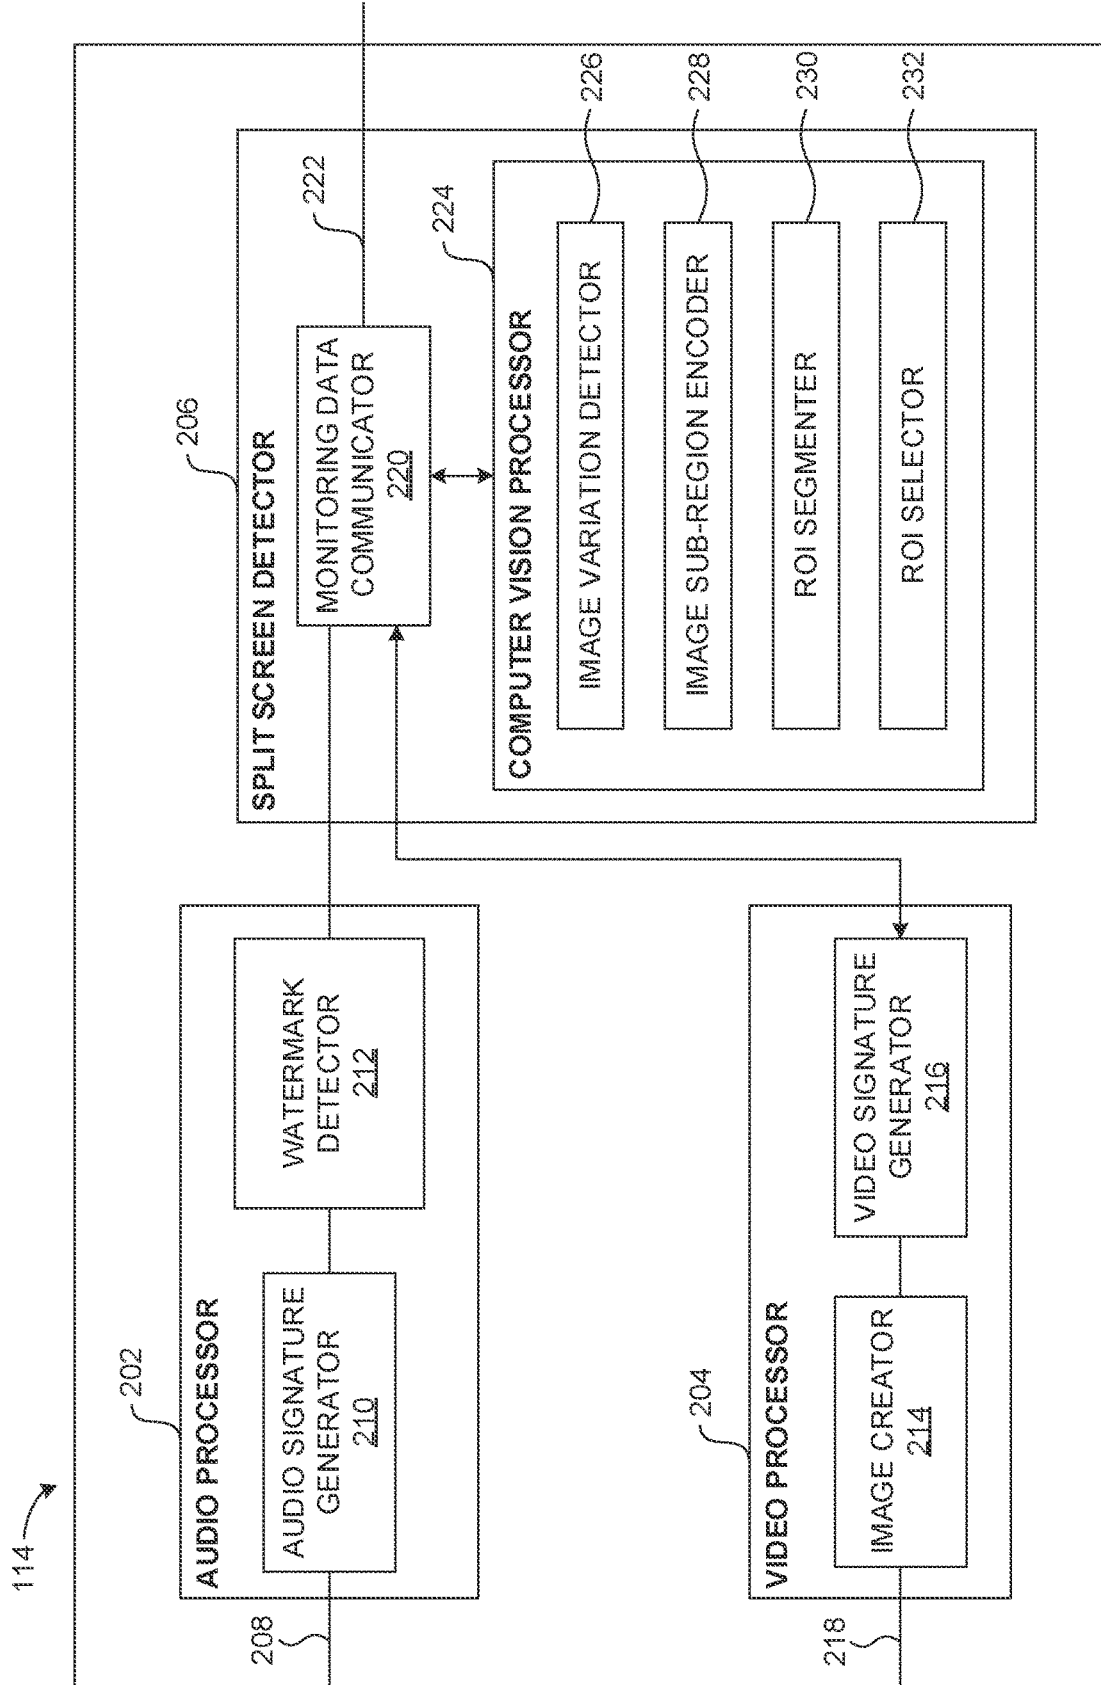 114
202
AUDIO PROCESSOR
208
AUDIO SIGNATURE
GENERATOR
210
WATERMARK
DETECTOR
212
204
VIDEO PROCESSOR
218
IMAGE CREATOR
214
VIDEO SIGNATURE
GENERATOR
216
206
SPLIT SCREEN DETECTOR
MONITORING DATA
COMMUNICATOR
220
222
224
COMPUTER VISION PROCESSOR
IMAGE VARIATION DETECTOR
226
IMAGE SUB-REGION ENCODER
228
ROI SEGMENTER
230
ROI SELECTOR
232